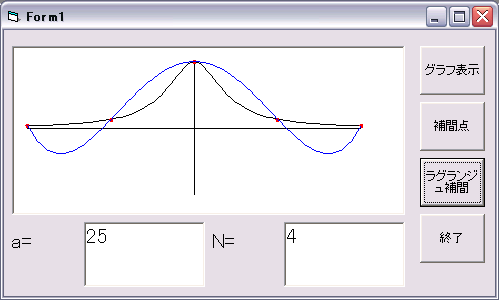 Form1
グラフ表示
補間点
ラグランジ
ュ補間
終了
a=
25
N=
4